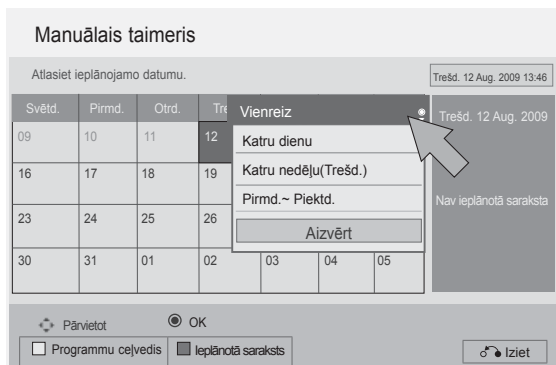 Manuālais taimeris
Atlasiet ieplānojamo datumu.
Trešd. 12 Aug. 2009 13:46
Svētd. Pirmd. Otrd.
Trešd. 12 Aug. 2009
09 10 11 12
16 17 18 19
23 24 25 26
30 31 01 02 03 04 05
Vienreiz
Katru dienu
Katru nedēļu(Trešd.)
Pirmd.~ Piektd.
Aizvērt
Nav ieplānotā saraksta
Pārvietot OK
Programmu ceļvedis Ieplānotā saraksts Iziet